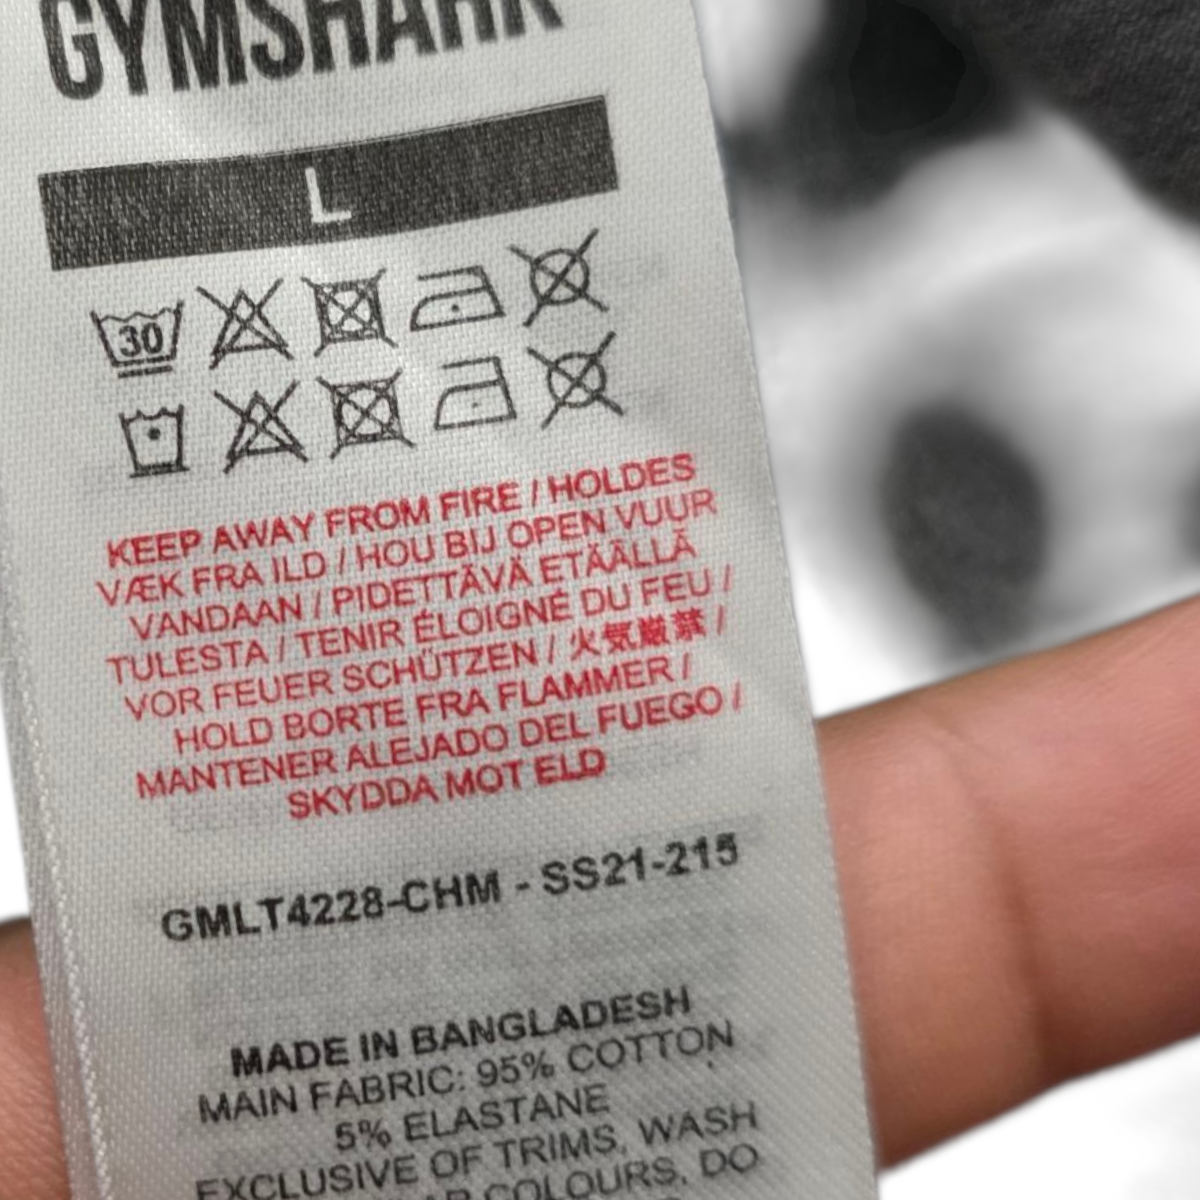 GYMSHARK
L
30
KEEP AWAY FROM FIRE / HOLDES
VÆK FRA ILD / HOU BIJ OPEN VUUR
VANDAAN / PIDETTÄVÄ ETÄÄLLÄ
TULESTA / TENIR ÉLOIGNÉ DU FEU /
VOR FEUER SCHÜTZEN / 火気厳禁 /
HOLD BORTE FRA FLAMMER /
MANTENER ALEJADO DEL FUEGO /
SKYDDA MOT ELD
GMLT4228-CHM - SS21-215
MADE IN BANGLADESH
MAIN FABRIC: 95% COTTON
5% ELASTANE
EXCLUSIVE OF TRIMS, WASH
COLOURS, DO